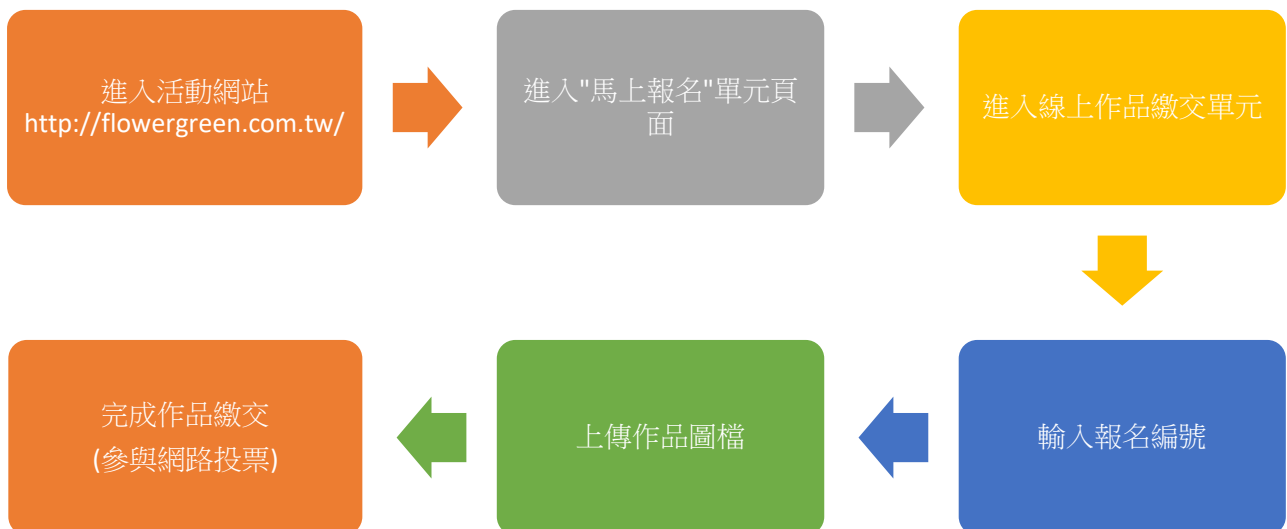 進入活動網站
http://flowergreen.com.tw/
進入"馬上報名"單元頁
面
進入線上作品繳交單元
輸入報名編號
上傳作品圖檔
完成作品繳交
(參與網路投票)